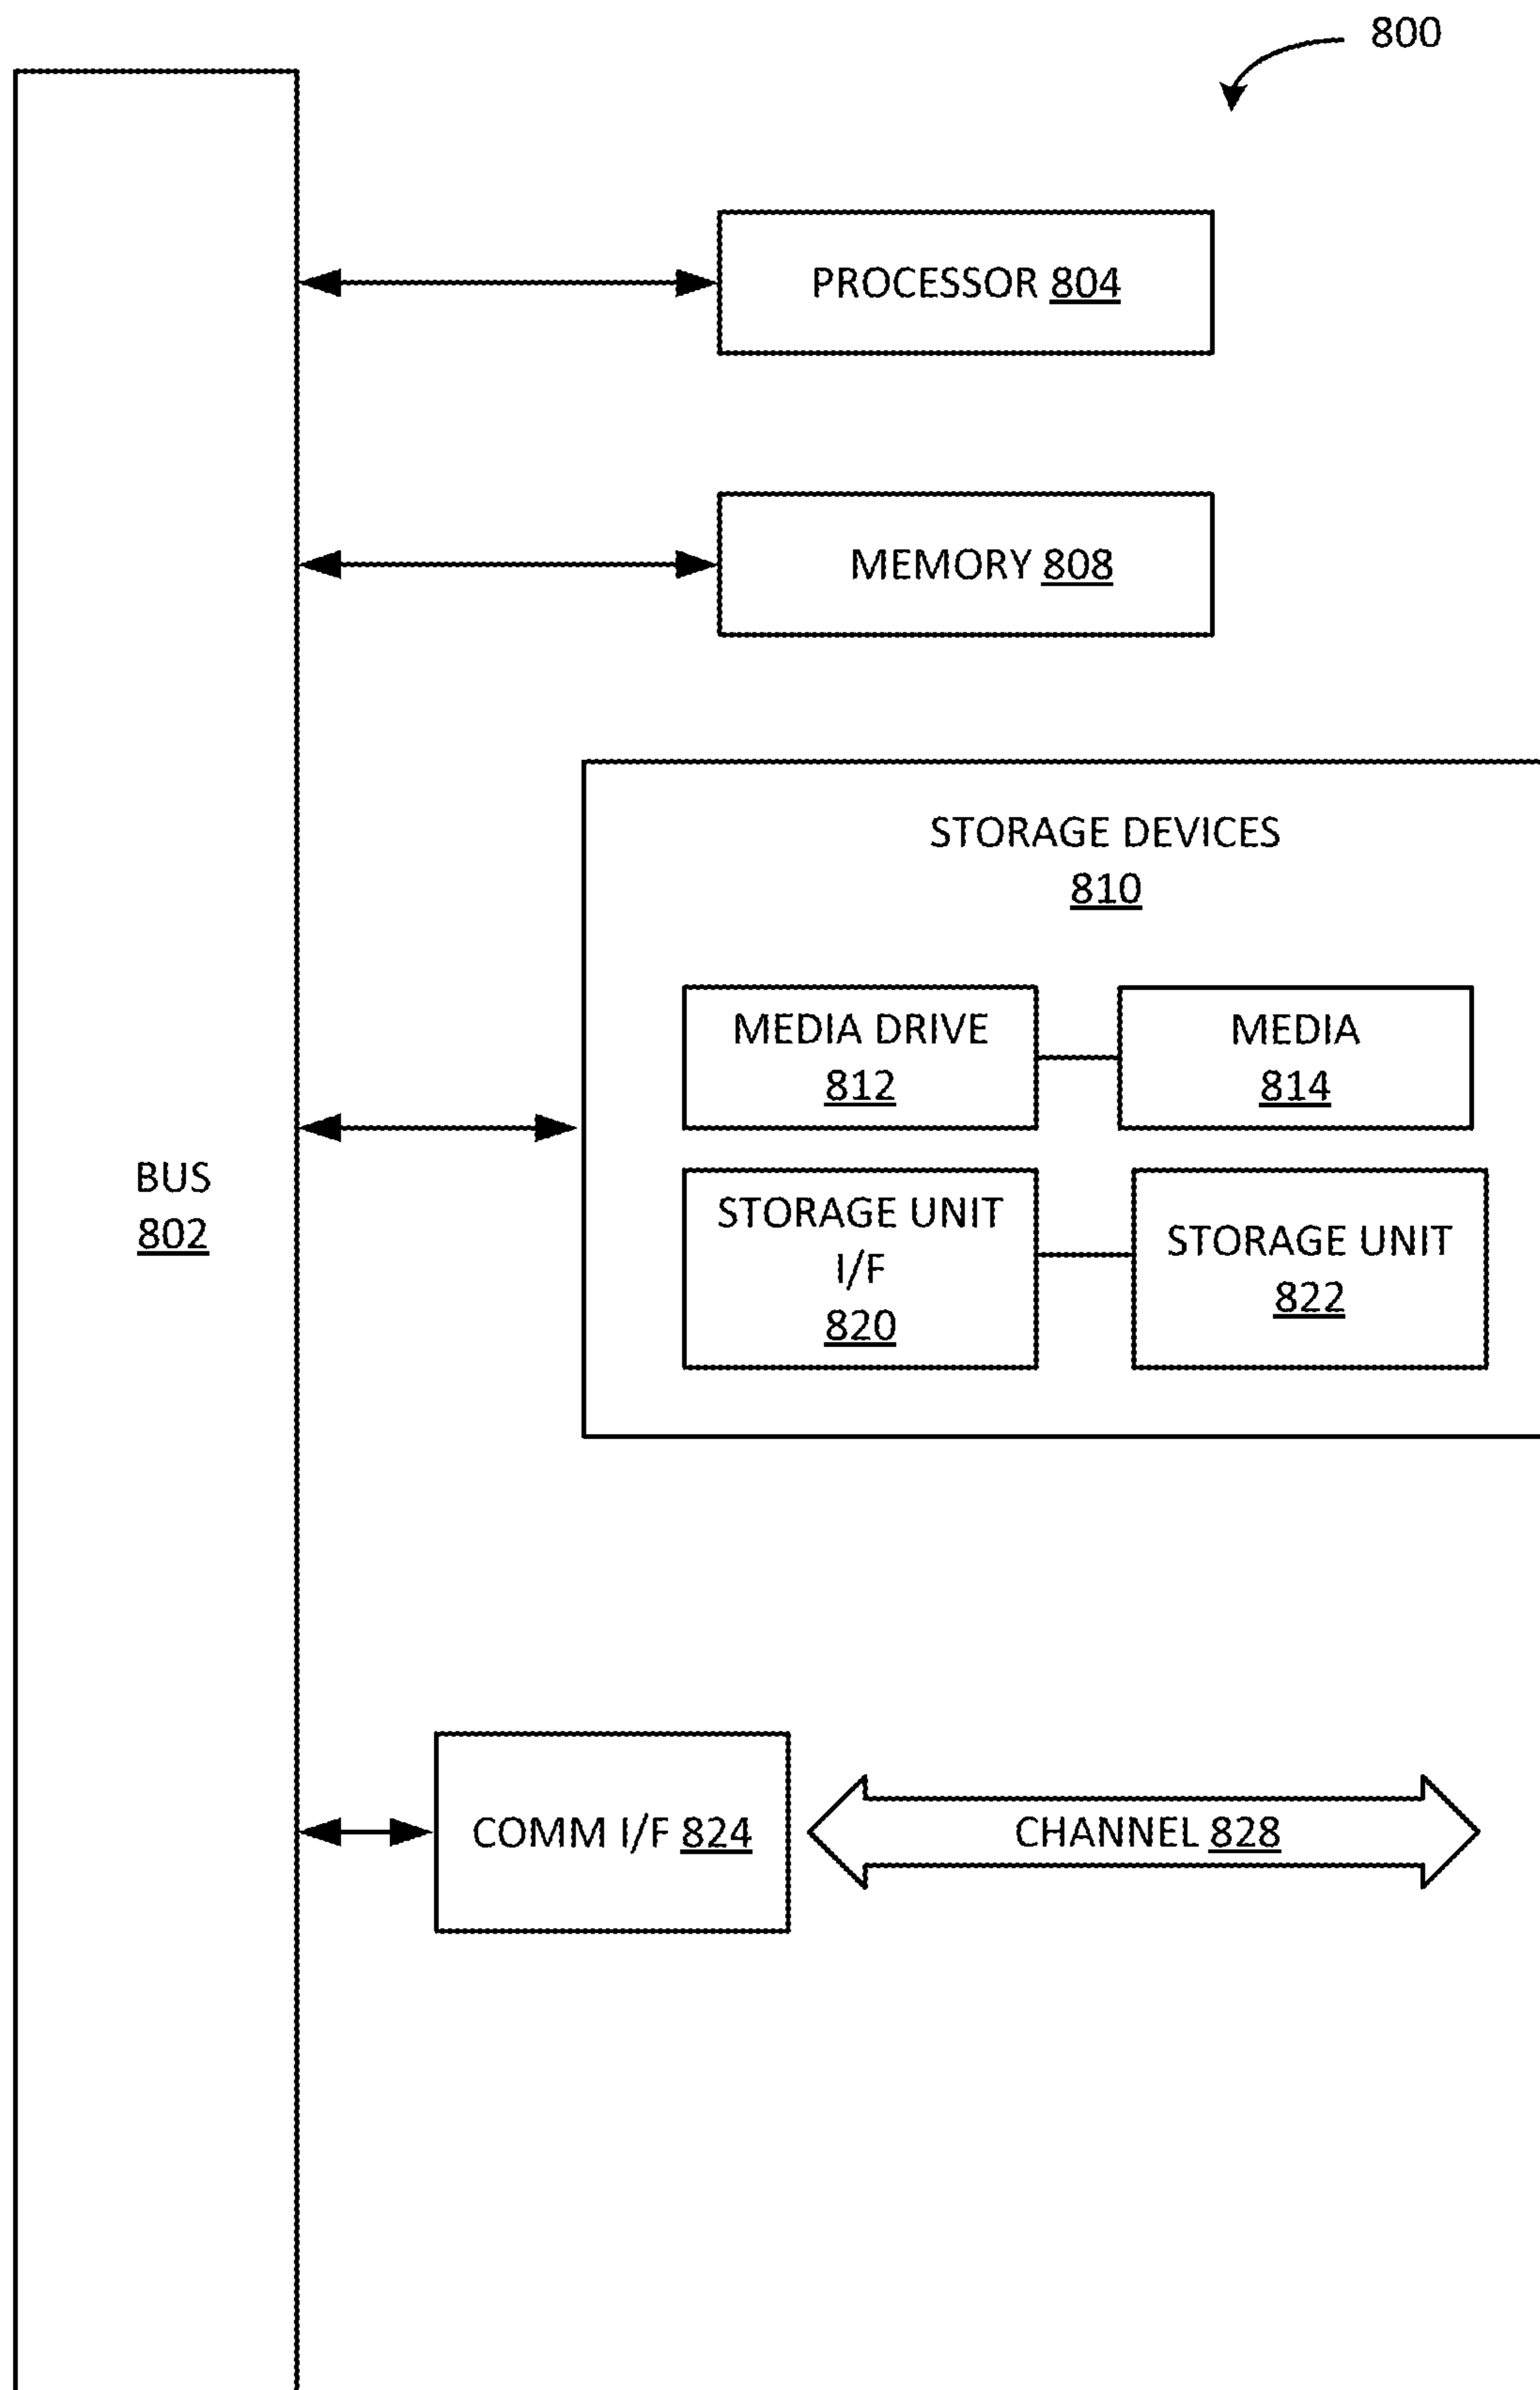 800
PROCESSOR 804
MEMORY 808
STORAGE DEVICES
810
MEDIA DRIVE
812
MEDIA
814
BUS
802
STORAGE UNIT
I/F
820
STORAGE UNIT
822
COMM I/F 824
CHANNEL 828